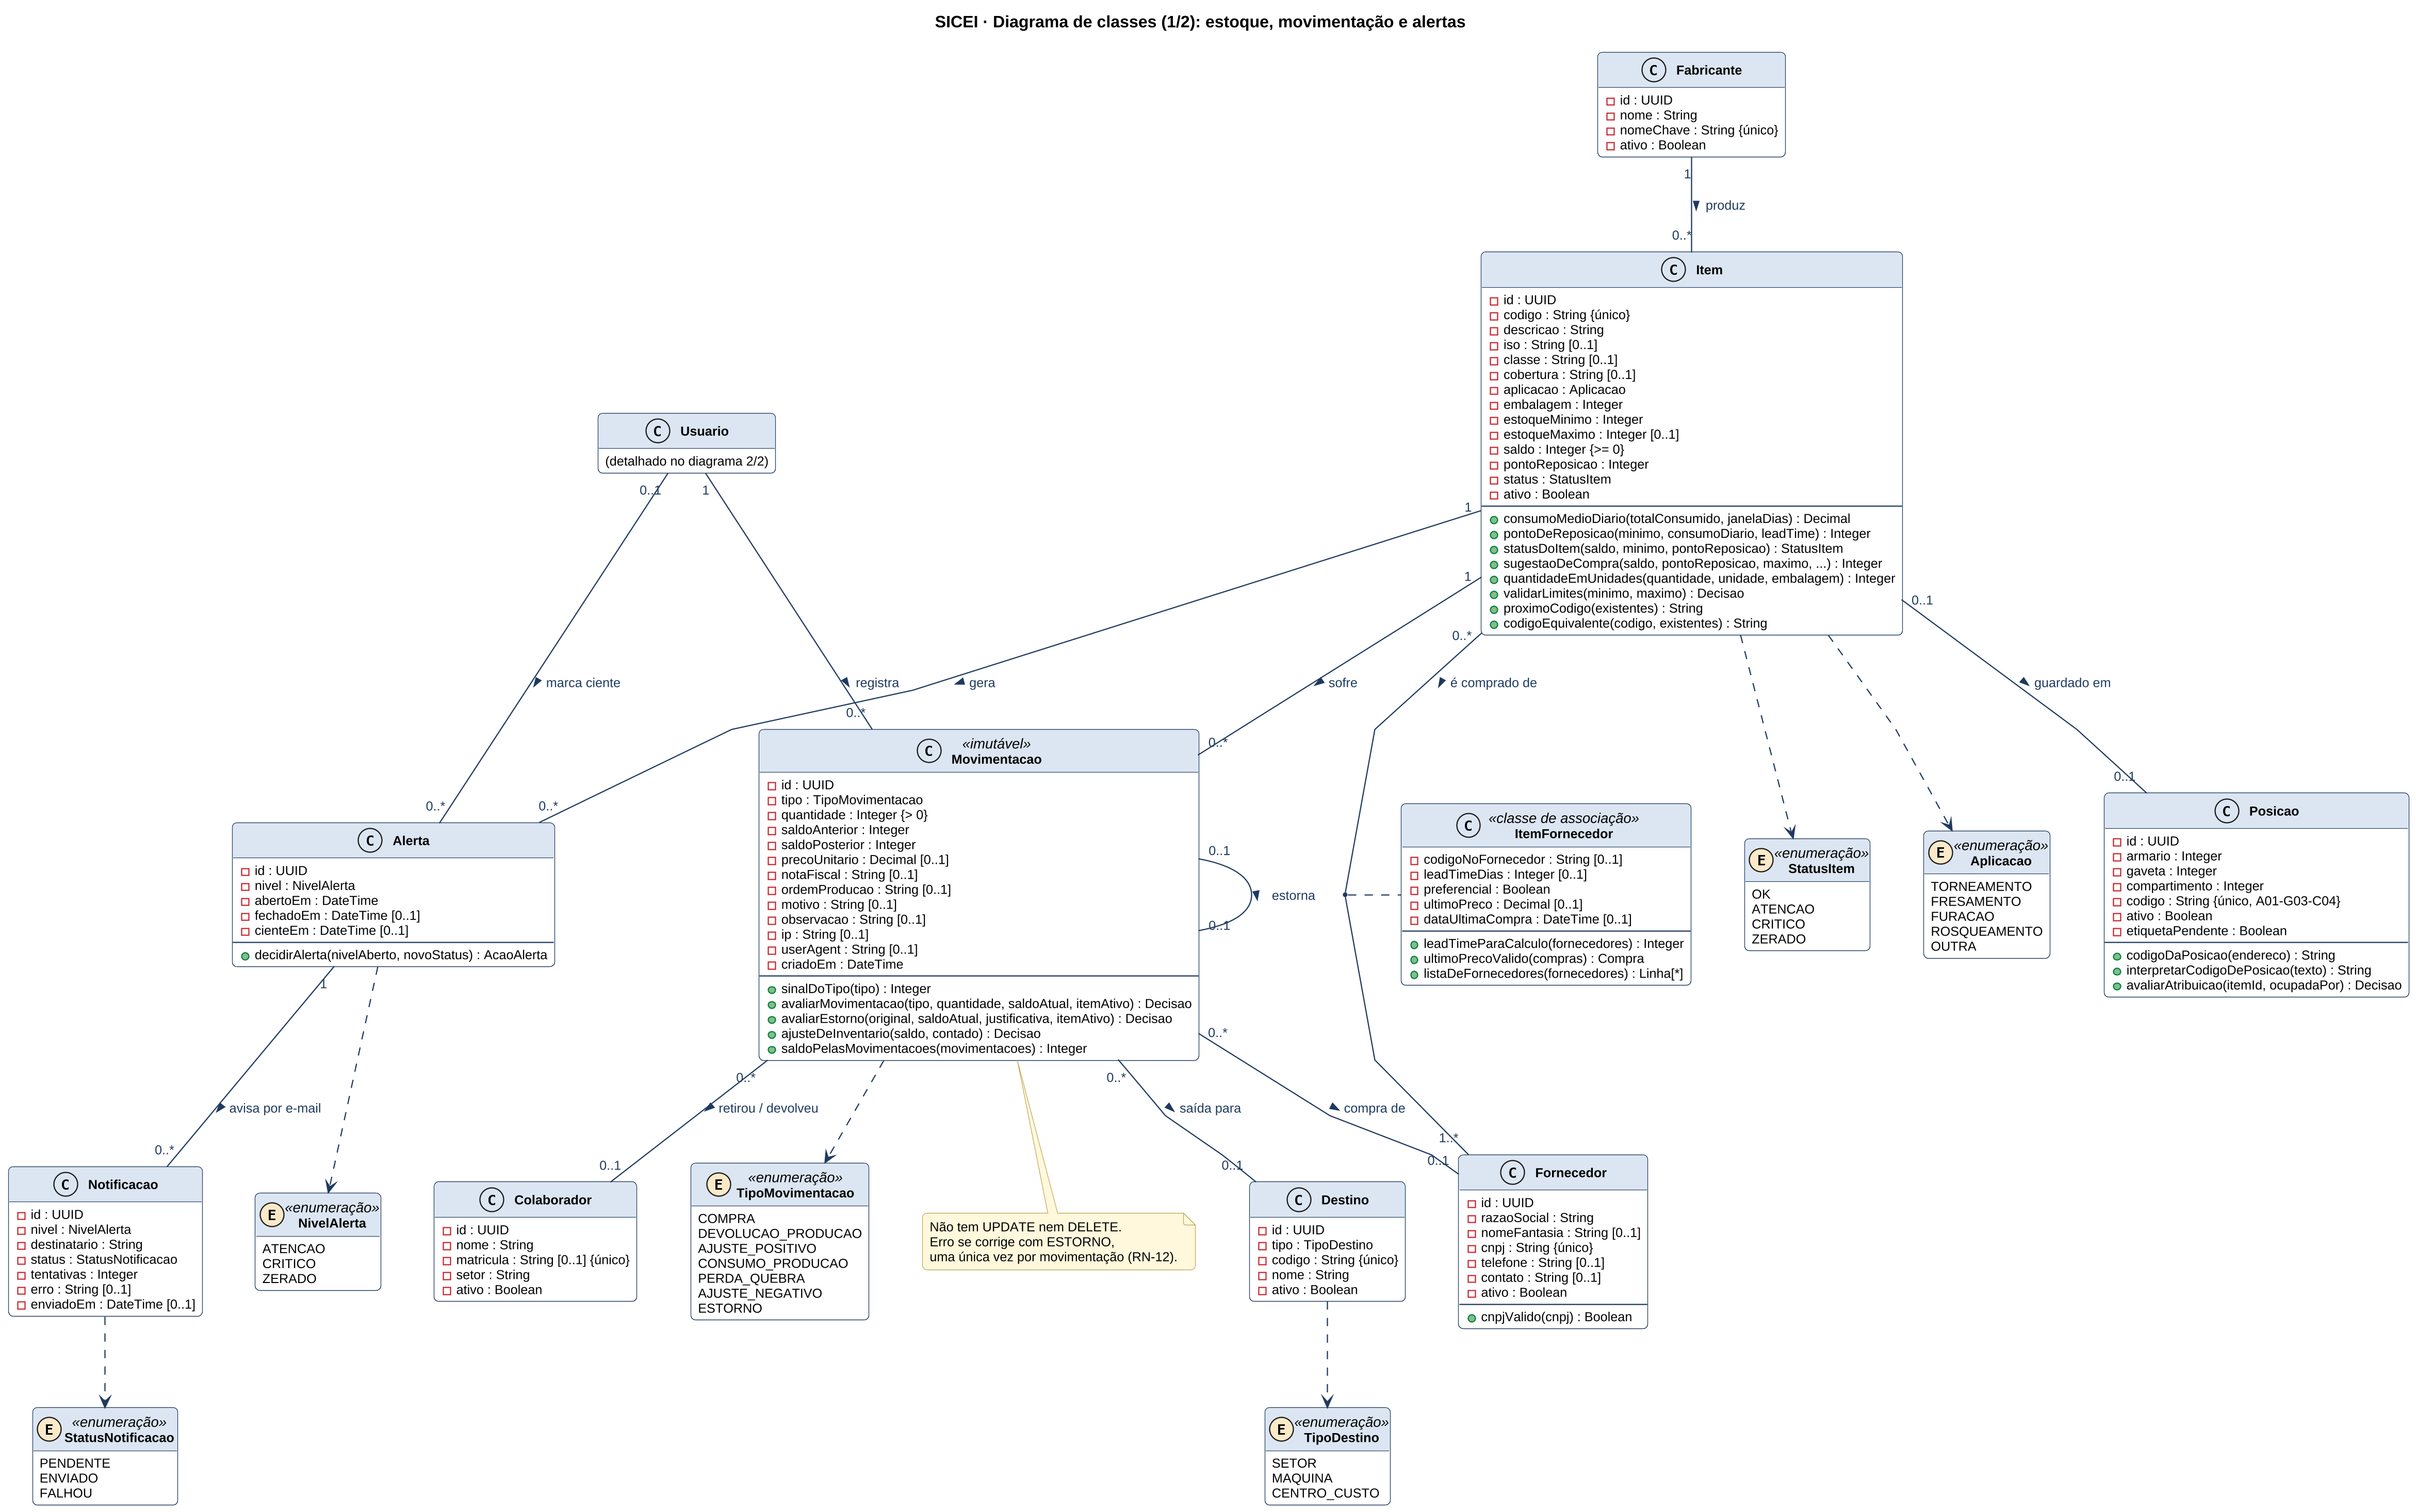 SICEI · Diagrama de classes (1/2): estoque, movimentação e alertas
C Fabricante
id : UUID
nome : String
nomeChave : String {único}
ativo : Boolean
1
produz
0..*
C Item
id : UUID
codigo : String {único}
descricao : String
iso : String [0..1]
classe : String [0..1]
cobertura : String [0..1]
aplicacao : Aplicacao
embalagem : Integer
estoqueMinimo : Integer
estoqueMaximo : Integer [0..1]
saldo : Integer {>= 0}
pontoReposicao : Integer
status : StatusItem
ativo : Boolean
consumoMedioDiario(totalConsumido, janelaDias) : Decimal
pontoDeReposicao(minimo, consumoDiario, leadTime) : Integer
statusDoItem(saldo, minimo, pontoReposicao) : StatusItem
sugestaoDeCompra(saldo, pontoReposicao, maximo, ...) : Integer
quantidadeEmUnidades(quantidade, unidade, embalagem) : Integer
validarLimites(minimo, maximo) : Decisao
proximoCodigo(existentes) : String
codigoEquivalente(codigo, existentes) : String
C Usuario
(detalhado no diagrama 2/2)
0..1
1
1
1
0..*
0..1
marca ciente
registra
gera
sofre
é comprado de
guardado em
0..*
0..*
0..*
0..*
0..1
C «imutável»
Movimentacao
id : UUID
tipo : TipoMovimentacao
quantidade : Integer {> 0}
saldoAnterior : Integer
saldoPosterior : Integer
precoUnitario : Decimal [0..1]
notaFiscal : String [0..1]
ordemProducao : String [0..1]
motivo : String [0..1]
observacao : String [0..1]
ip : String [0..1]
userAgent : String [0..1]
criadoEm : DateTime
sinalDoTipo(tipo) : Integer
avaliarMovimentacao(tipo, quantidade, saldoAtual, itemAtivo) : Decisao
avaliarEstorno(original, saldoAtual, justificativa, itemAtivo) : Decisao
ajusteDeInventario(saldo, contado) : Decisao
saldoPelasMovimentacoes(movimentacoes) : Integer
0..1
estorna
0..1
C Alerta
id : UUID
nivel : NivelAlerta
abertoEm : DateTime
fechadoEm : DateTime [0..1]
cienteEm : DateTime [0..1]
decidirAlerta(nivelAberto, novoStatus) : AcaoAlerta
C «classe de associação»
ItemFornecedor
codigoNoFornecedor : String [0..1]
leadTimeDias : Integer [0..1]
preferencial : Boolean
ultimoPreco : Decimal [0..1]
dataUltimaCompra : DateTime [0..1]
leadTimeParaCalculo(fornecedores) : Integer
ultimoPrecoValido(compras) : Compra
listaDeFornecedores(fornecedores) : Linha[*]
E «enumeração»
StatusItem
OK
ATENCAO
CRITICO
ZERADO
E «enumeração»
Aplicacao
TORNEAMENTO
FRESAMENTO
FURACAO
ROSQUEAMENTO
OUTRA
C Posicao
id : UUID
armario : Integer
gaveta : Integer
compartimento : Integer
codigo : String {único, A01-G03-C04}
ativo : Boolean
etiquetaPendente : Boolean
codigoDaPosicao(endereco) : String
interpretarCodigoDePosicao(texto) : String
avaliarAtribuicao(itemId, ocupadaPor) : Decisao
1
0..*
0..*
0..*
avisa por e-mail
retirou / devolveu
saída para
compra de
0..*
0..1
0..1
1..*
0..1
C Notificacao
id : UUID
nivel : NivelAlerta
destinatario : String
status : StatusNotificacao
tentativas : Integer
erro : String [0..1]
enviadoEm : DateTime [0..1]
E «enumeração»
NivelAlerta
ATENCAO
CRITICO
ZERADO
C Colaborador
id : UUID
nome : String
matricula : String [0..1] {único}
setor : String
ativo : Boolean
E «enumeração»
TipoMovimentacao
COMPRA
DEVOLUCAO_PRODUCAO
AJUSTE_POSITIVO
CONSUMO_PRODUCAO
PERDA_QUEBRA
AJUSTE_NEGATIVO
ESTORNO
Não tem UPDATE nem DELETE.
Erro se corrige com ESTORNO,
uma única vez por movimentação (RN-12).
C Destino
id : UUID
tipo : TipoDestino
codigo : String {único}
nome : String
ativo : Boolean
C Fornecedor
id : UUID
razaoSocial : String
nomeFantasia : String [0..1]
cnpj : String {único}
telefone : String [0..1]
contato : String [0..1]
ativo : Boolean
cnpjValido(cnpj) : Boolean
E «enumeração»
StatusNotificacao
PENDENTE
ENVIADO
FALHOU
E «enumeração»
TipoDestino
SETOR
MAQUINA
CENTRO_CUSTO